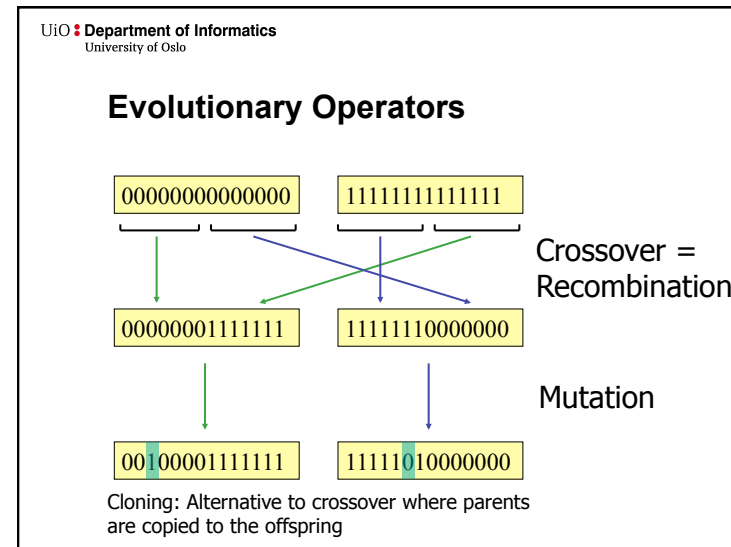 UiO Department of Informatics
University of Oslo
Evolutionary Operators
00000000000000 11111111111111
Crossover =
Recombination
00000001111111 11111110000000
Mutation
00100001111111 11111010000000
Cloning: Alternative to crossover where parents
are copied to the offspring